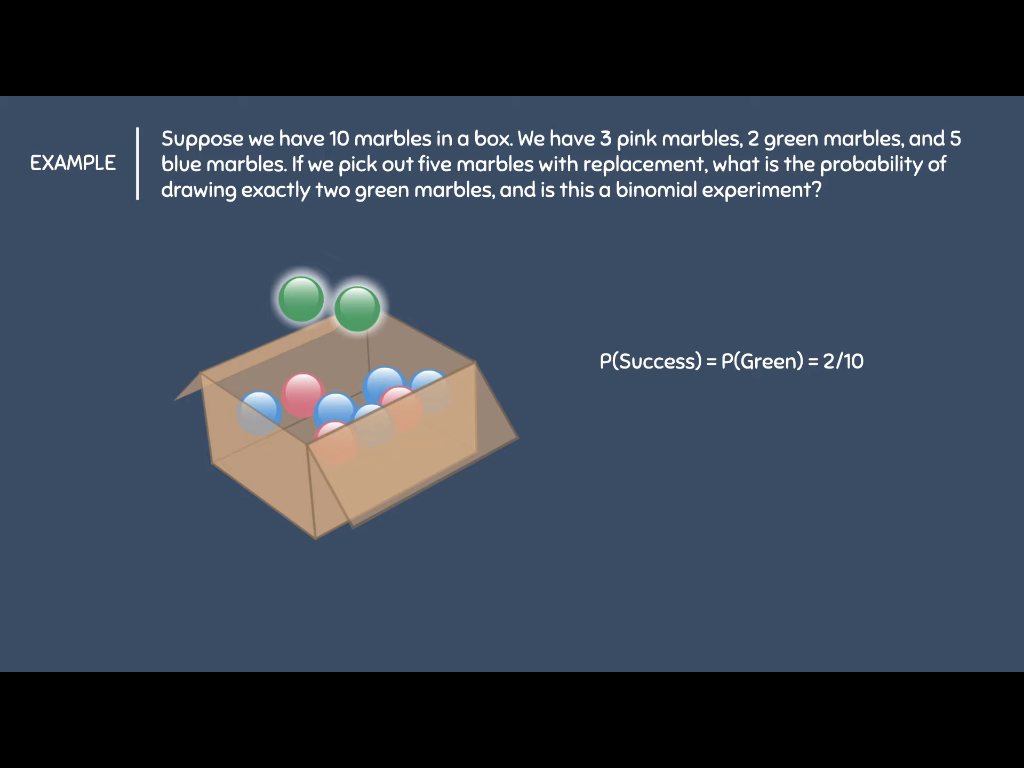 EXAMPLE
Suppose we have 10 marbles in a box. We have 3 pink marbles, 2 green marbles, and 5
blue marbles. If we pick out five marbles with replacement, what is the probability of
drawing exactly two green marbles, and is this a binomial experiment?
P(Success) = P(Green) = 2/10